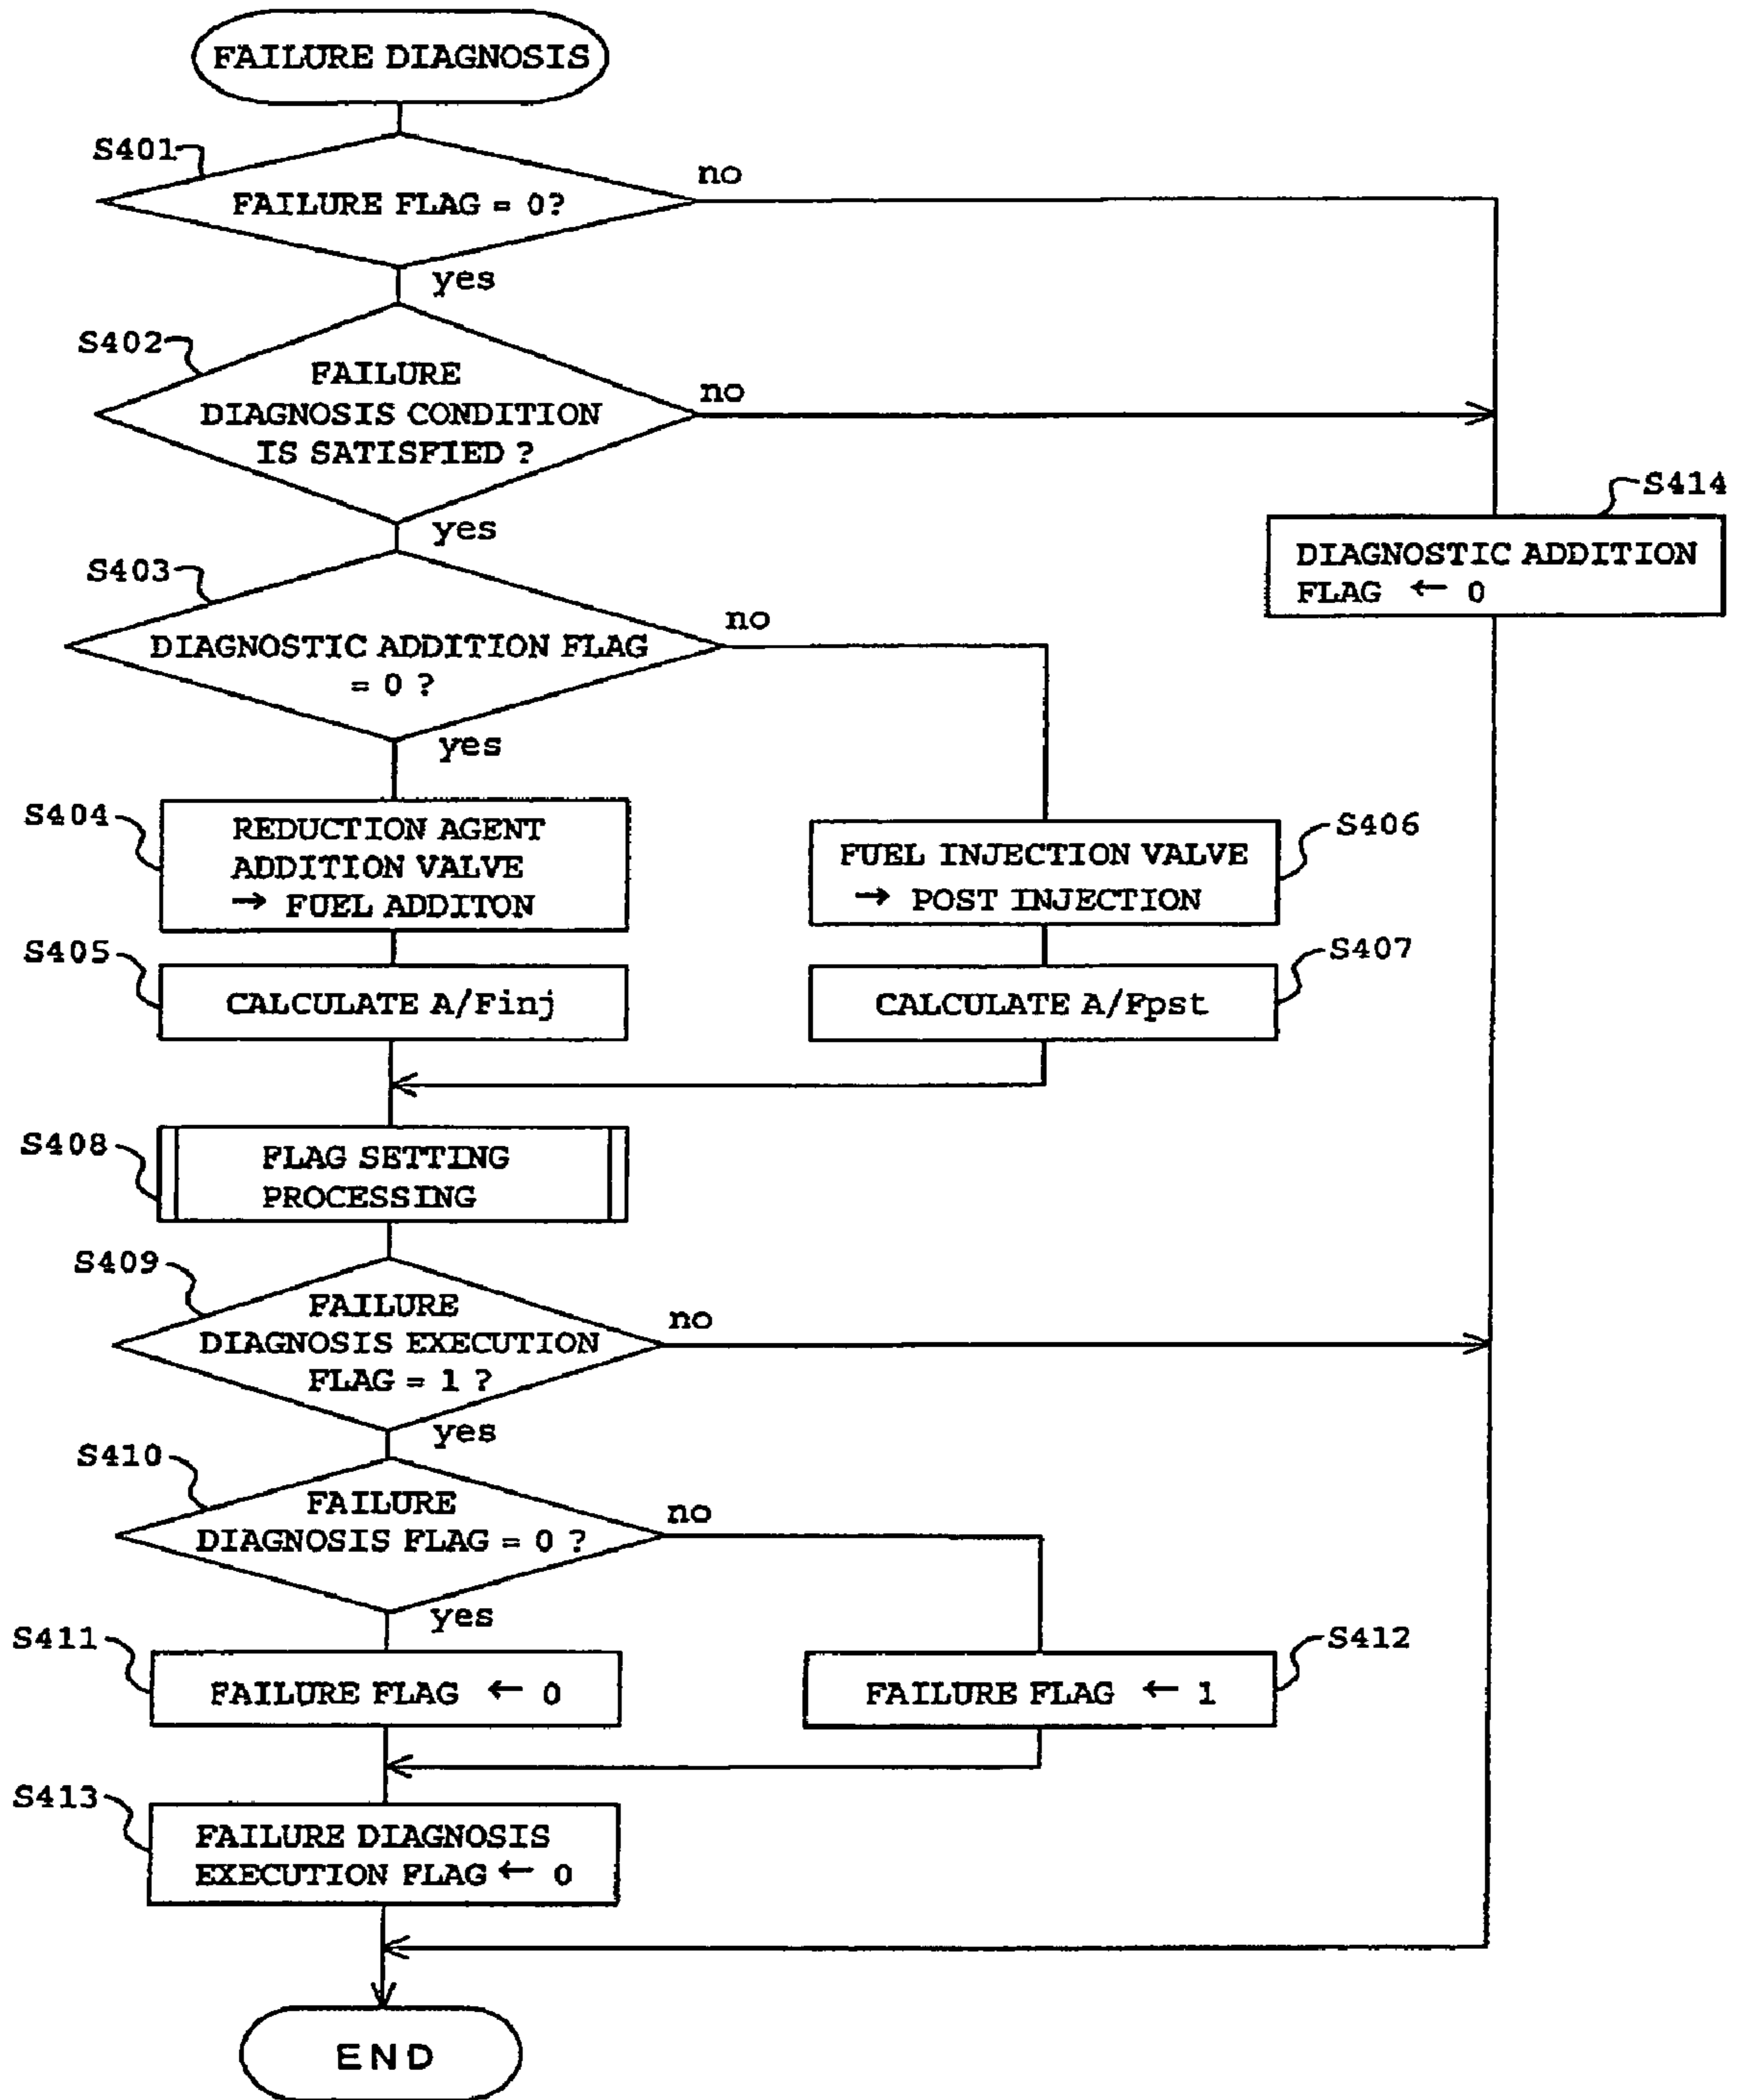 FAILURE DIAGNOSIS
S401
FAILURE FLAG = 0?
no
yes
S402
FAILURE
DIAGNOSIS CONDITION
IS SATISFIED ?
no
yes
S414
DIAGNOSTIC ADDITION
FLAG ← 0
S403
DIAGNOSTIC ADDITION FLAG
= 0 ?
no
yes
S404
REDUCTION AGENT
ADDITION VALVE
→ FUEL ADDITON
S406
FUEL INJECTION VALVE
→ POST INJECTION
S405
CALCULATE A/Finj
S407
CALCULATE A/Fpst
S408
FLAG SETTING
PROCESSING
S409
FAILURE
DIAGNOSIS EXECUTION
FLAG = 1 ?
no
yes
S410
FAILURE
DIAGNOSIS FLAG = 0 ?
no
yes
S411
FAILURE FLAG ← 0
S412
FAILURE FLAG ← 1
S413
FAILURE DIAGNOSIS
EXECUTION FLAG ← 0
END